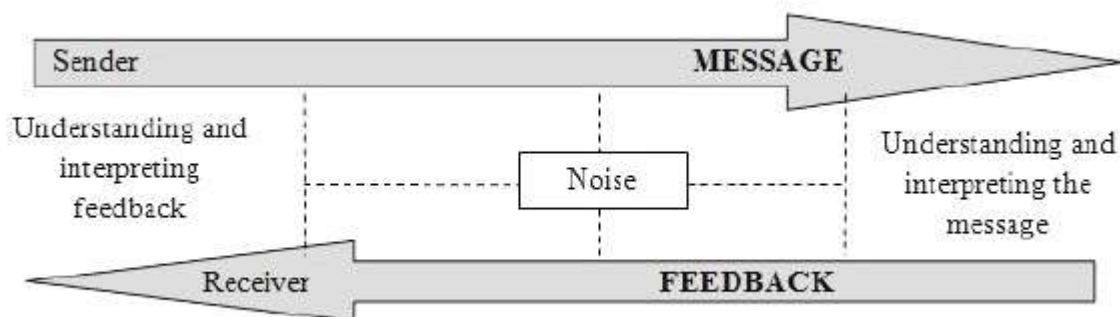 Sender MESSAGE
Understanding and
interpreting
feedback
Noise
Understanding and
interpreting the
message
Receiver FEEDBACK